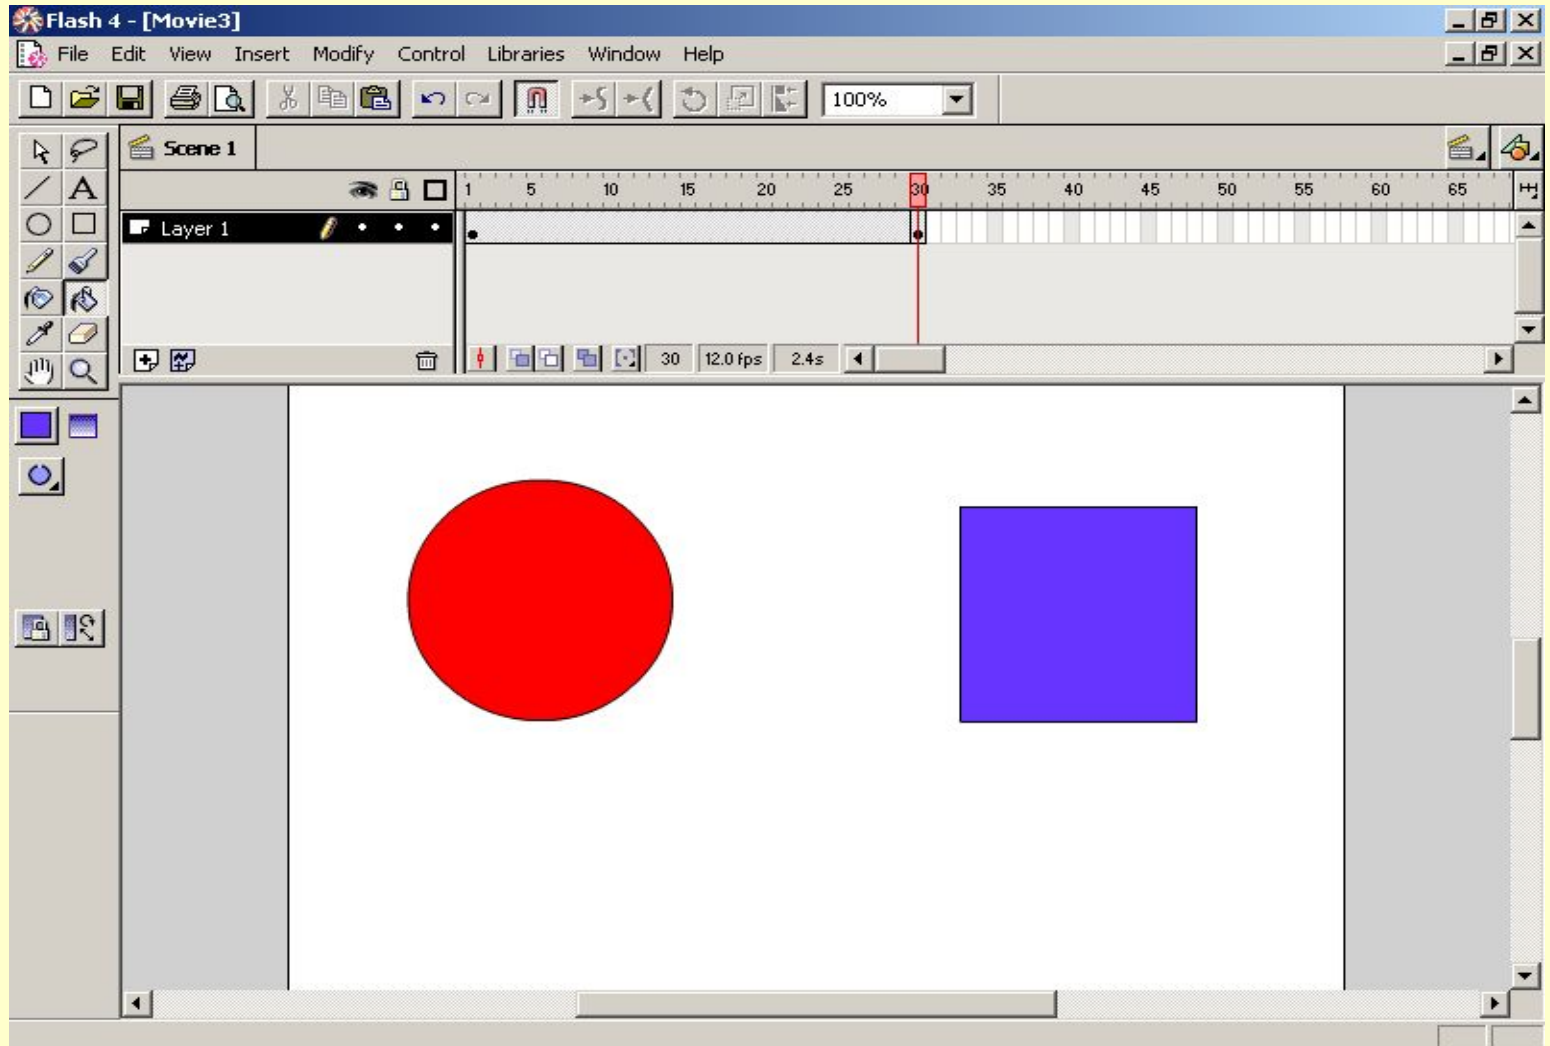 Flash 4 - [Movie3]
File Edit View Insert Modify Control Libraries Window Help
100%
Scene 1
1 5 10 15 20 25 30 35 40 45 50 55 60 65
Layer 1
30 12.0 fps 2.4s